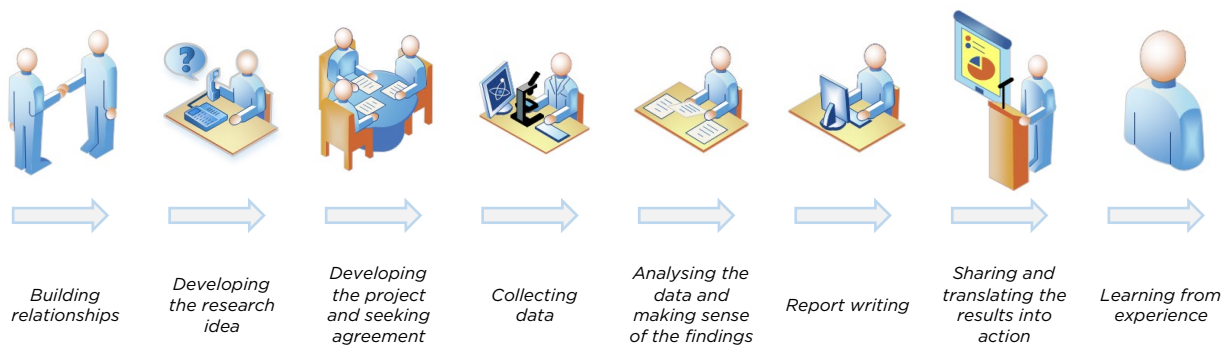 ?
Building
relationships
Developing
the research
idea
Developing
the project
and seeking
agreement
Collecting
data
Analysing the
data and
making sense
of the findings
Report writing
Sharing and
translating the
results into
action
Learning from
experience